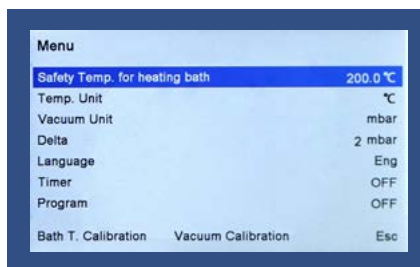 Menu
Safety Temp. for heating bath 200.0 ℃
Temp. Unit ℃
Vacuum Unit mbar
Delta 2 mbar
Language Eng
Timer OFF
Program OFF
Bath T. Calibration Vacuum Calibration Esc